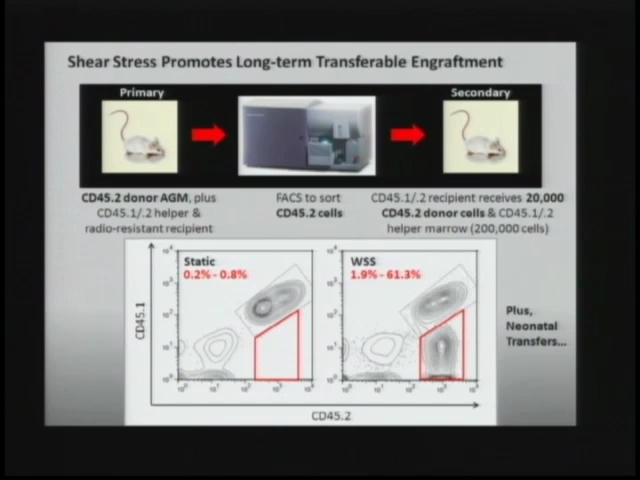 Shear Stress Promotes Long-term Transferable Engraftment
Primary
Secondary
CD45.2 donor AGM, plus
CD45.1/.2 helper &
radio-resistant recipient
FACS to sort
CD45.2 cells
CD45.1/.2 recipient receives 20,000
CD45.2 donor cells & CD45.1/.2
helper marrow (200,000 cells)
Static
0.2% - 0.8%
WSS
1.9% - 61.3%
CD45.1
CD45.2
Plus,
Neonatal
Transfers...